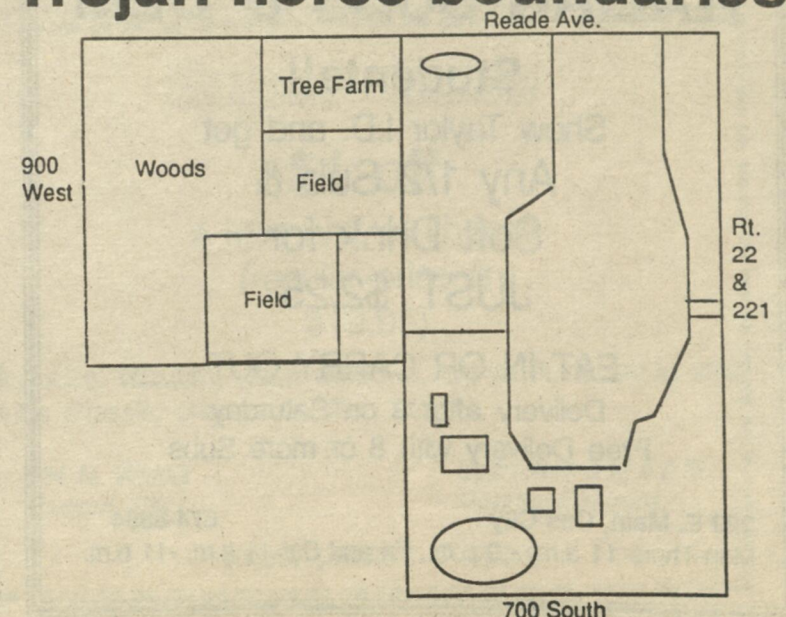 Trojan horse boundaries
Reade Ave.
Tree Farm
900
West
Woods
Field
Rt.
22
&
221
Field
700 South